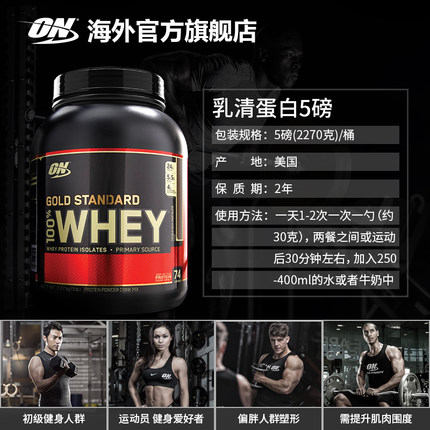 ON 海外官方旗舰店
乳清蛋白5磅
包装规格：5磅(2270克)/桶
产　　地：美国
保 质 期：2年
使用方法：一天1-2次一次一勺（约
30克），两餐之间或运动
后30分钟左右，加入250
-400ml的水或者牛奶中
ON
GOLD STANDARD
100% WHEY
WHEY PROTEIN ISOLATES • PRIMARY SOURCE
74
ON
初级健身人群
运动员 健身爱好者
偏胖人群塑形
需提升肌肉围度